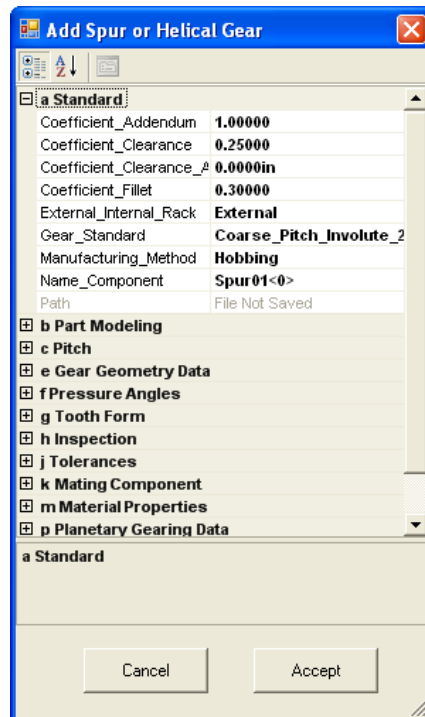 Add Spur or Helical Gear
a Standard
Coefficient_Addendum 1.00000
Coefficient_Clearance 0.25000
Coefficient_Clearance_A 0.0000in
Coefficient_Fillet 0.30000
External_Internal_Rack External
Gear_Standard Coarse_Pitch_Involute_2
Manufacturing_Method Hobbing
Name_Component Spur01<0>
Path File Not Saved
b Part Modeling
c Pitch
e Gear Geometry Data
f Pressure Angles
g Tooth Form
h Inspection
j Tolerances
k Mating Component
m Material Properties
p Planetary Gearing Data
a Standard
Cancel Accept